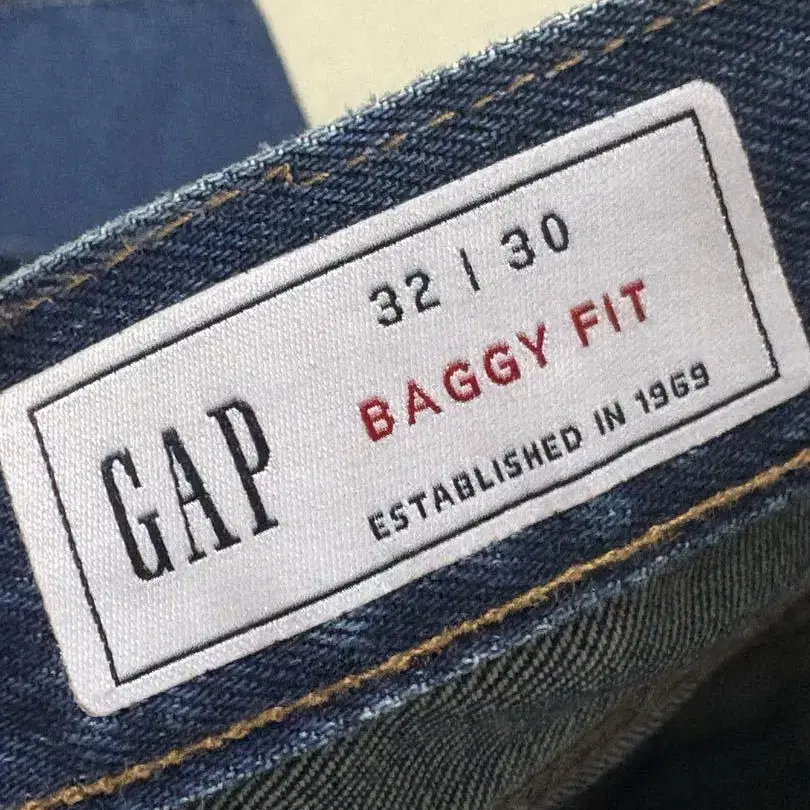 GAP
32 | 30
BAGGY FIT
ESTABLISHED IN 1969